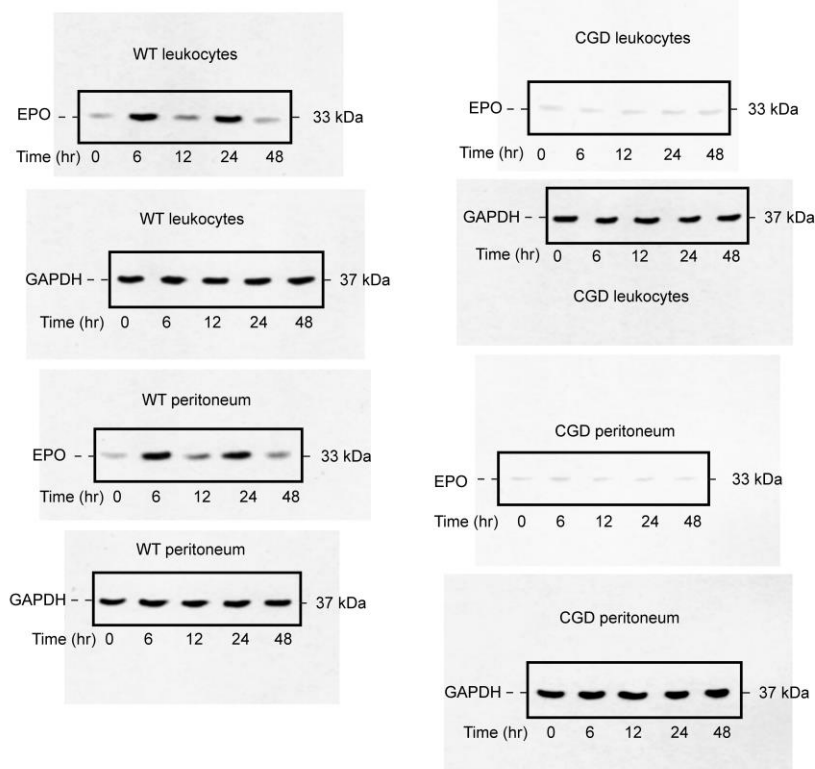 WT leukocytes
EPO 33 kDa
Time (hr) 0 6 12 24 48
WT leukocytes
GAPDH 37 kDa
Time (hr) 0 6 12 24 48
WT peritoneum
EPO 33 kDa
Time (hr) 0 6 12 24 48
WT peritoneum
GAPDH 37 kDa
Time (hr) 0 6 12 24 48
CGD leukocytes
EPO 33 kDa
Time (hr) 0 6 12 24 48
GAPDH 37 kDa
Time (hr) 0 6 12 24 48
CGD leukocytes
CGD peritoneum
EPO 33 kDa
Time (hr) 0 6 12 24 48
CGD peritoneum
GAPDH 37 kDa
Time (hr) 0 6 12 24 48